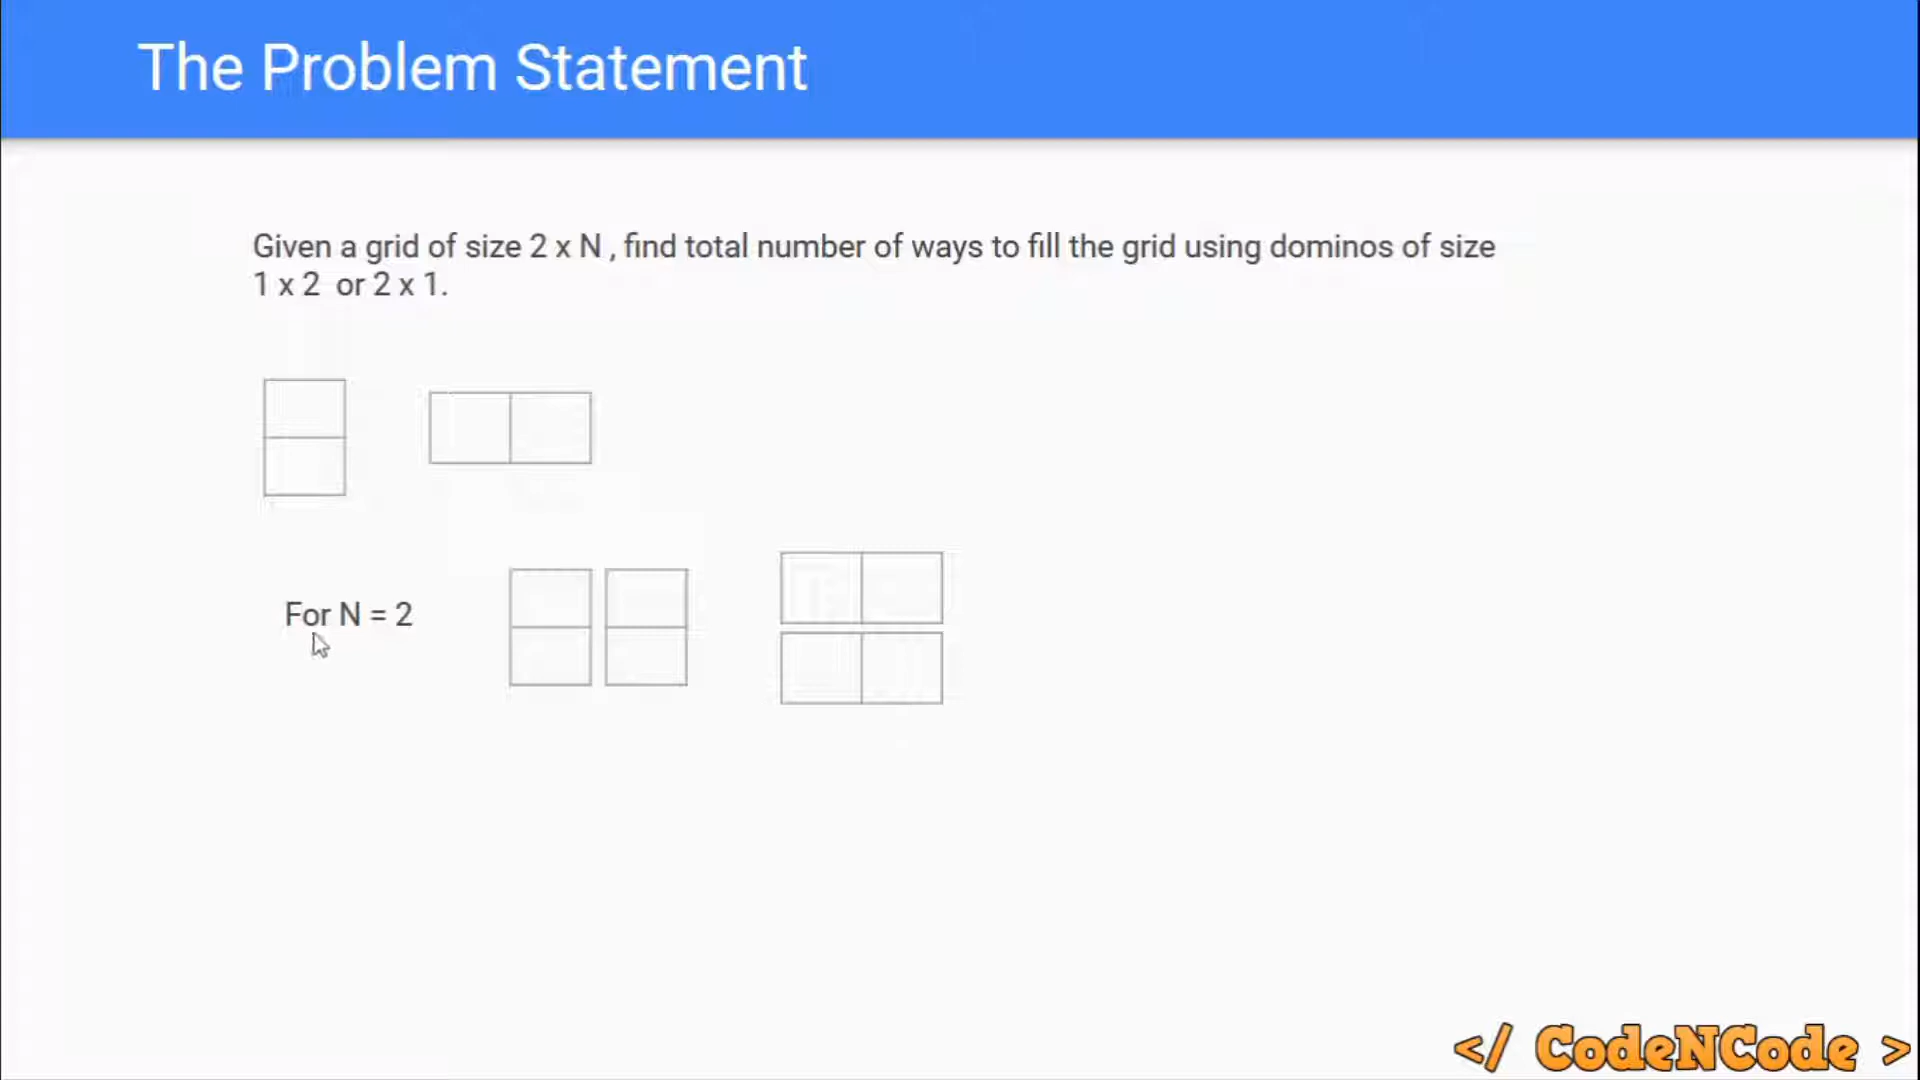 The Problem Statement
Given a grid of size 2 x N , find total number of ways to fill the grid using dominos of size
1 x 2 or 2 x 1.
For N = 2
</ CodeNCode >